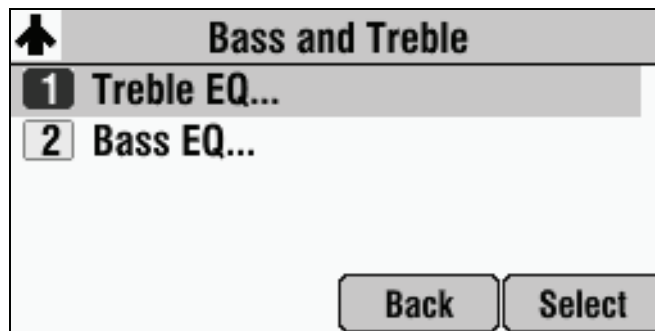 Bass and Treble
1 Treble EQ...
2 Bass EQ...
Back Select